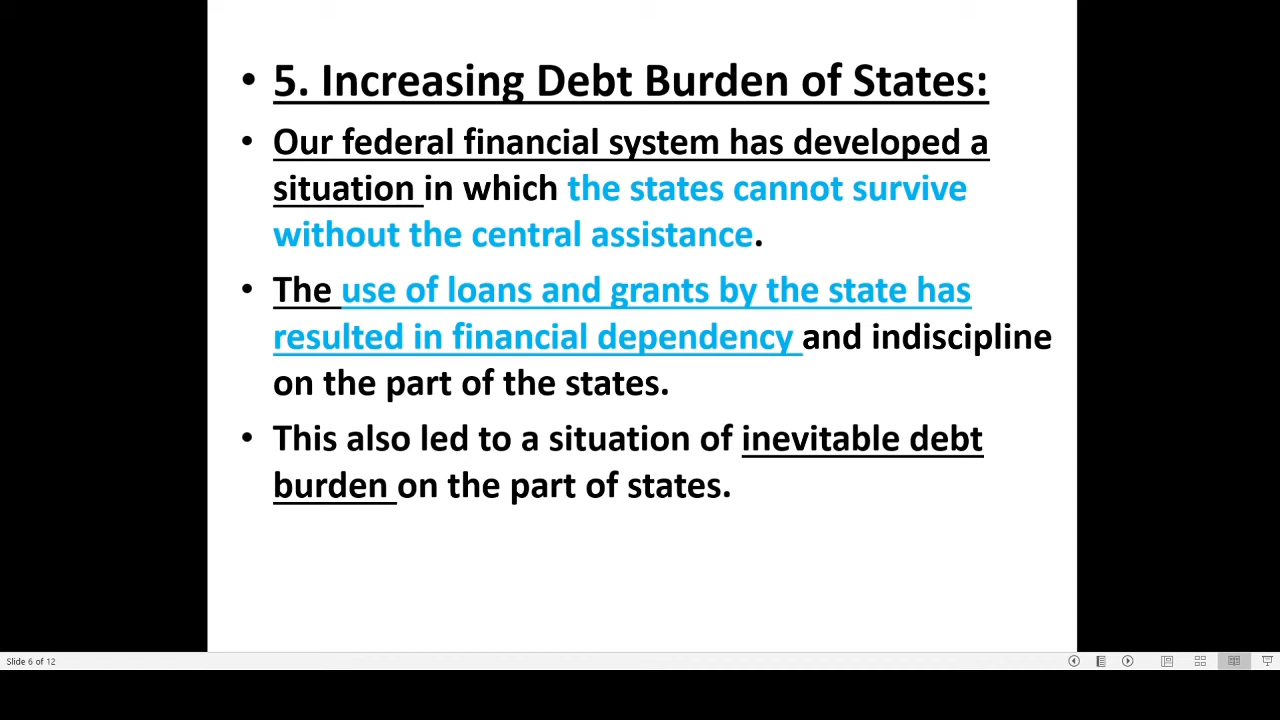 • 5. Increasing Debt Burden of States:
• Our federal financial system has developed a
situation in which the states cannot survive
without the central assistance.
• The use of loans and grants by the state has
resulted in financial dependency and indiscipline
on the part of the states.
• This also led to a situation of inevitable debt
burden on the part of states.
Slide 6 of 12